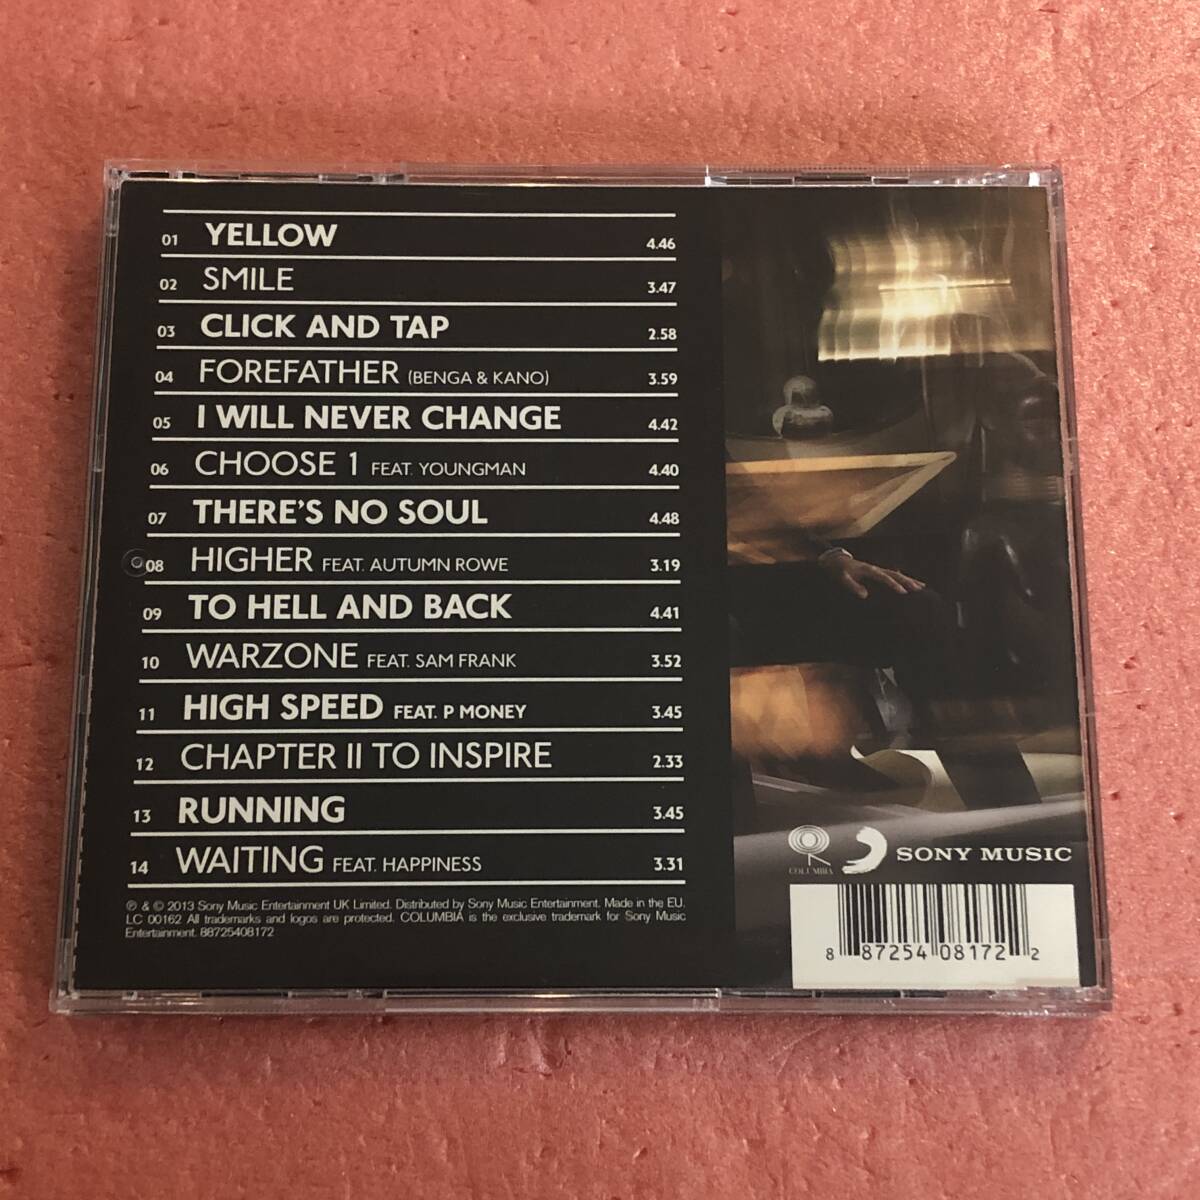 01 YELLOW 4.46
02 SMILE 3.47
03 CLICK AND TAP 2.58
04 FOREFATHER (BENGA & KANO) 3.59
05 I WILL NEVER CHANGE 4.42
06 CHOOSE 1 FEAT. YOUNGMAN 4.40
07 THERE'S NO SOUL 4.48
08 HIGHER FEAT. AUTUMN ROWE 3.19
09 TO HELL AND BACK 4.41
10 WARZONE FEAT. SAM FRANK 3.52
11 HIGH SPEED FEAT. P MONEY 3.45
12 CHAPTER II TO INSPIRE 2.33
13 RUNNING 3.45
14 WAITING FEAT. HAPPINESS 3.31
℗ & © 2013 Sony Music Entertainment UK Limited. Distributed by Sony Music Entertainment. Made in the EU.
LC 00162 All trademarks and logos are protected. COLUMBIA is the exclusive trademark for Sony Music
Entertainment. 88725408172
COLUMBIA
SONY MUSIC
8 87254 08172 2